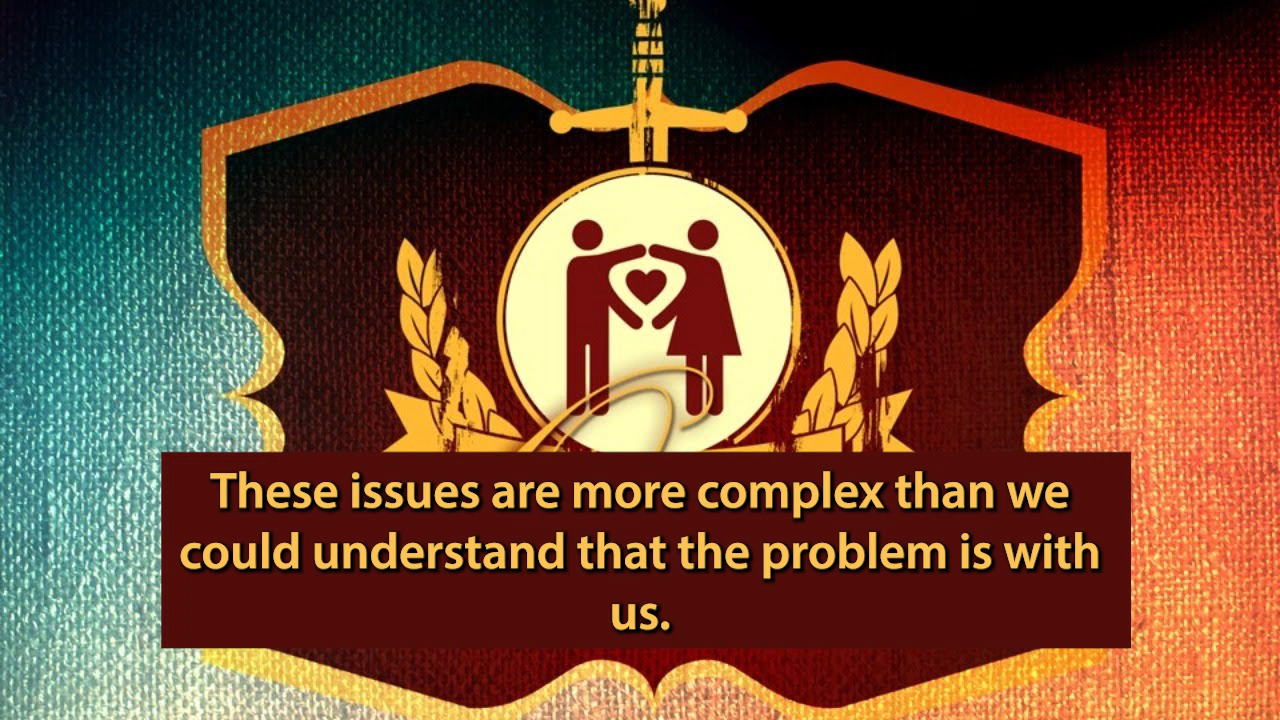 These issues are more complex than we
could understand that the problem is with
us.